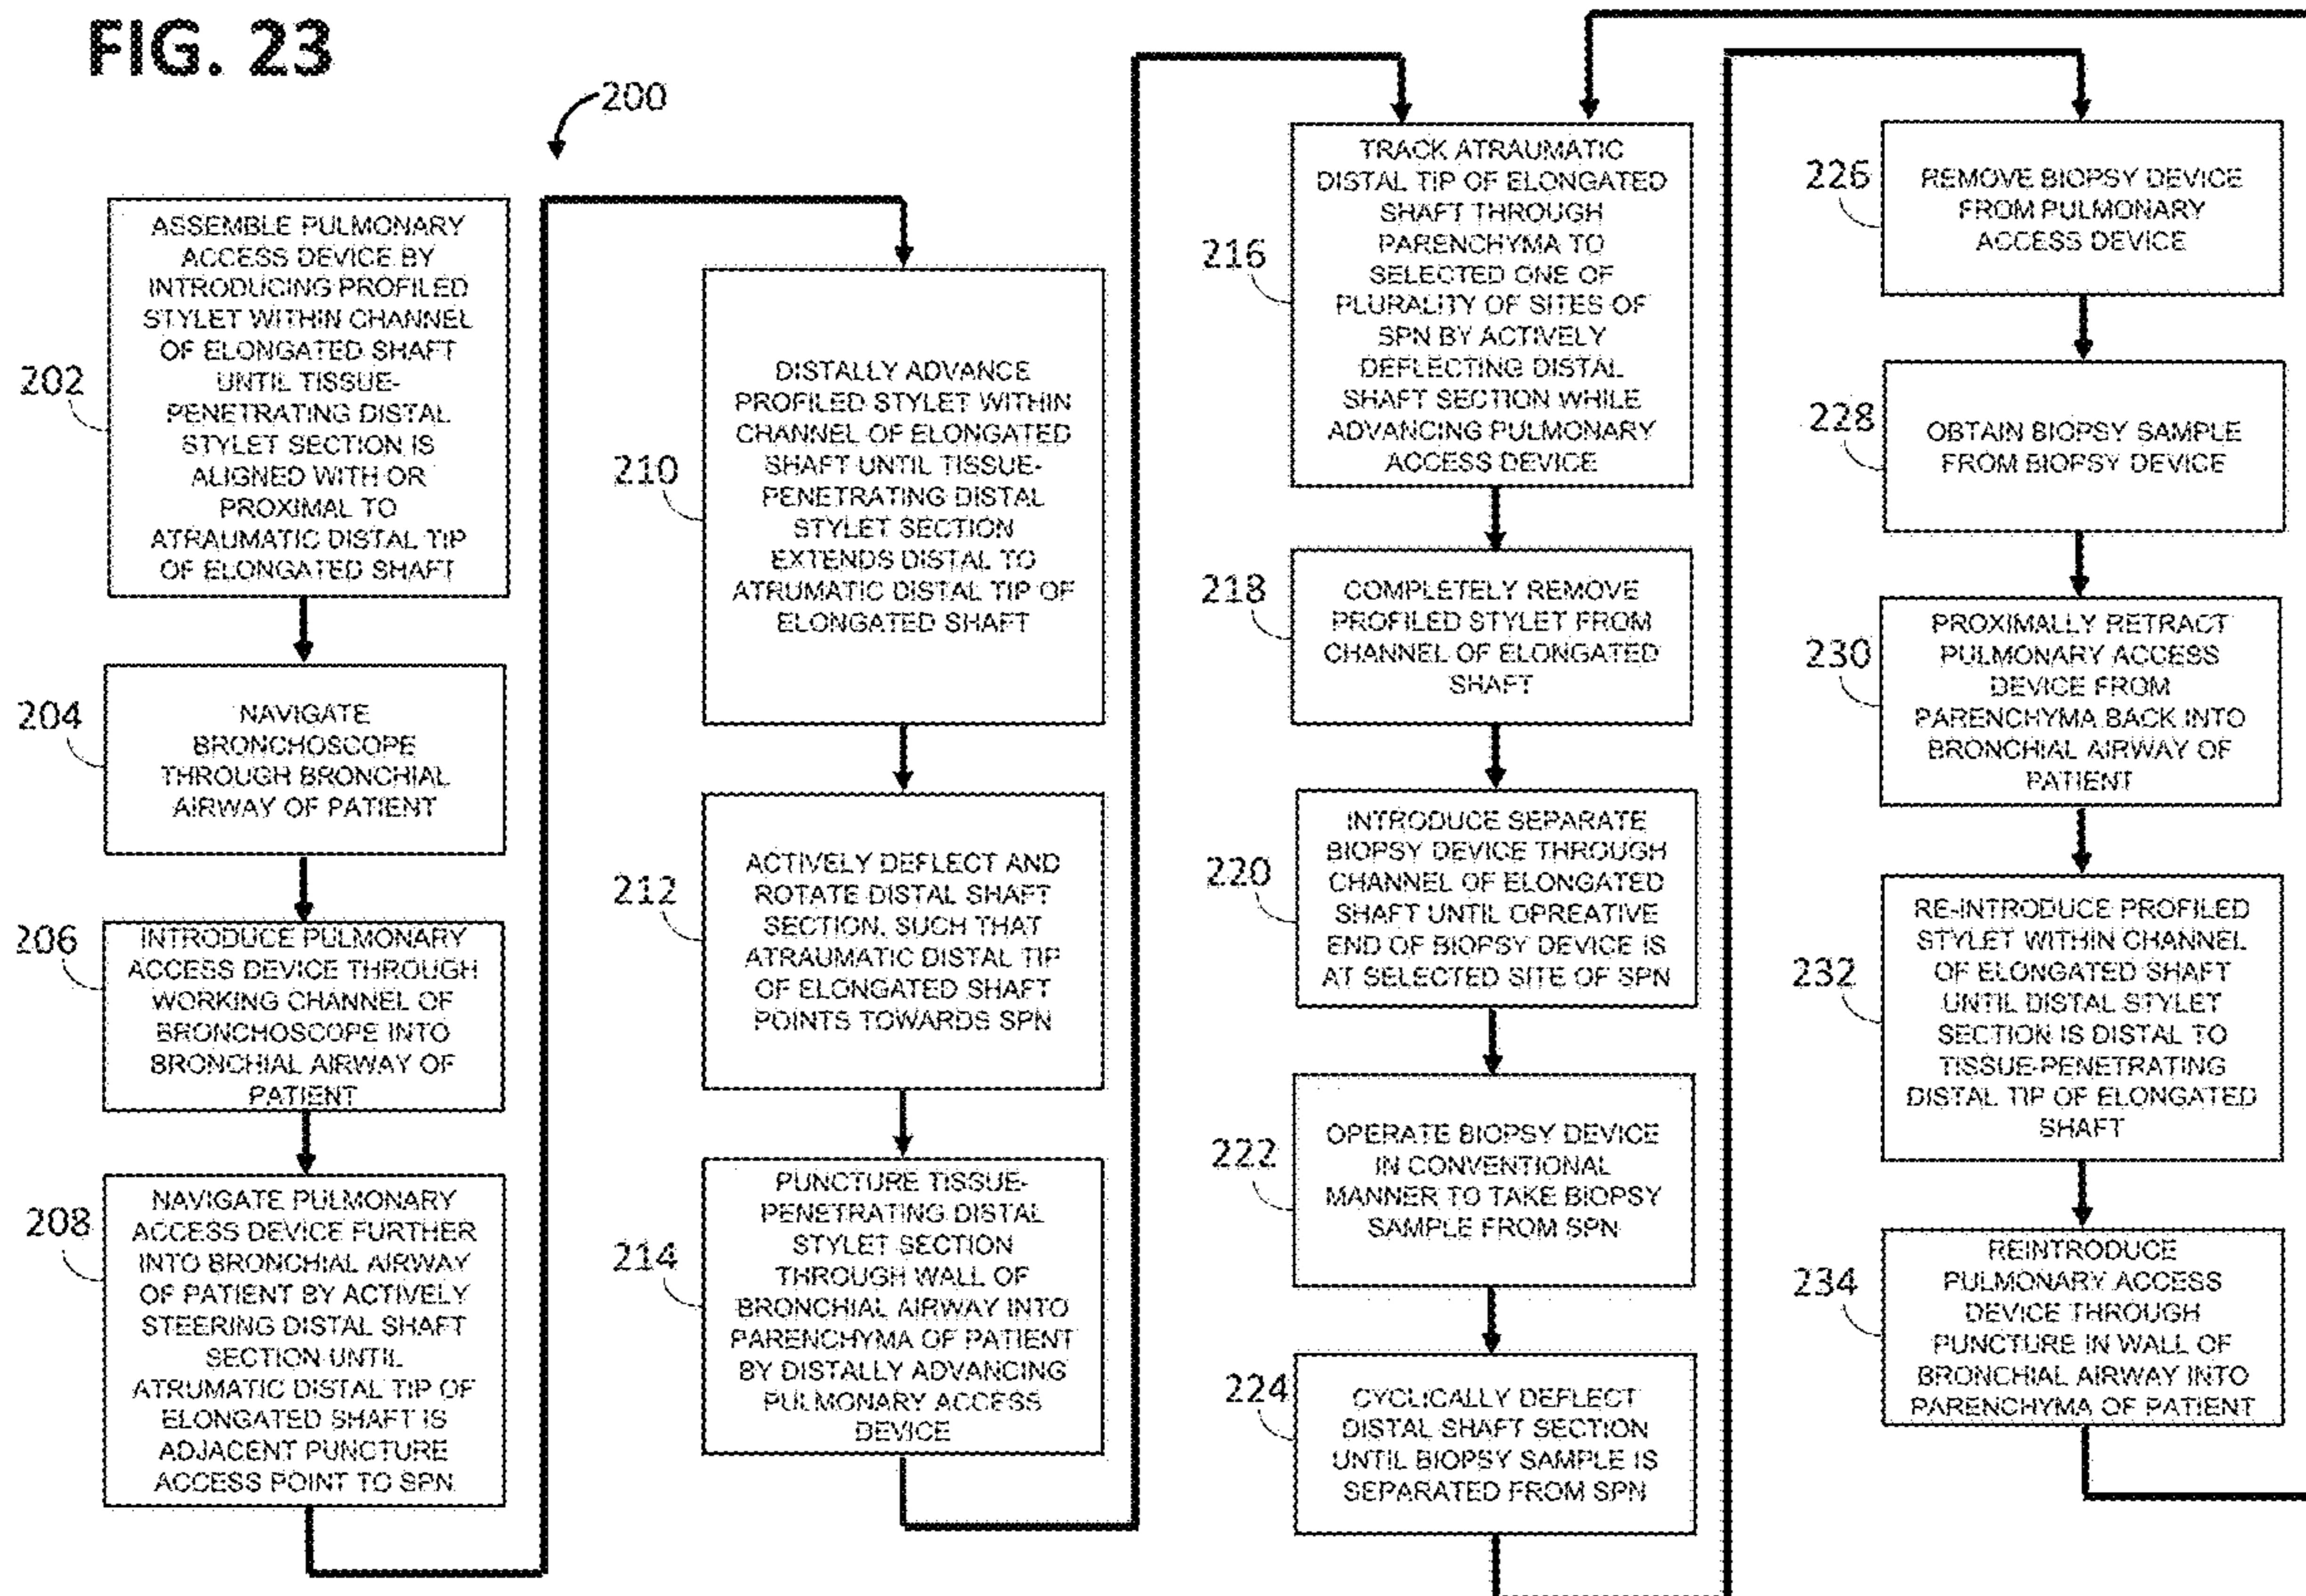 FIG. 23
200
202
ASSEMBLE PULMONARY
ACCESS DEVICE BY
INTRODUCING PROFILED
STYLET WITHIN CHANNEL
OF ELONGATED SHAFT
UNTIL TISSUE-
PENETRATING DISTAL
STYLET SECTION IS
ALIGNED WITH OR
PROXIMAL TO
ATRAUMATIC DISTAL TIP
OF ELONGATED SHAFT
204
NAVIGATE
BRONCHOSCOPE
THROUGH BRONCHIAL
AIRWAY OF PATIENT
206
INTRODUCE PULMONARY
ACCESS DEVICE THROUGH
WORKING CHANNEL OF
BRONCHOSCOPE INTO
BRONCHIAL AIRWAY OF
PATIENT
208
NAVIGATE PULMONARY
ACCESS DEVICE FURTHER
INTO BRONCHIAL AIRWAY
OF PATIENT BY ACTIVELY
STEERING DISTAL SHAFT
SECTION UNTIL
ATRUMATIC DISTAL TIP OF
ELONGATED SHAFT IS
ADJACENT PUNCTURE
ACCESS POINT TO SPN
210
DISTALLY ADVANCE
PROFILED STYLET WITHIN
CHANNEL OF ELONGATED
SHAFT UNTIL TISSUE-
PENETRATING DISTAL
STYLET SECTION
EXTENDS DISTAL TO
ATRUMATIC DISTAL TIP OF
ELONGATED SHAFT
212
ACTIVELY DEFLECT AND
ROTATE DISTAL SHAFT
SECTION, SUCH THAT
ATRAUMATIC DISTAL TIP
OF ELONGATED SHAFT
POINTS TOWARDS SPN
214
PUNCTURE TISSUE-
PENETRATING DISTAL
STYLET SECTION
THROUGH WALL OF
BRONCHIAL AIRWAY INTO
PARENCHYMA OF PATIENT
BY DISTALLY ADVANCING
PULMONARY ACCESS
DEVICE
216
TRACK ATRAUMATIC
DISTAL TIP OF ELONGATED
SHAFT THROUGH
PARENCHYMA TO
SELECTED ONE OF
PLURALITY OF SITES OF
SPN BY ACTIVELY
DEFLECTING DISTAL
SHAFT SECTION WHILE
ADVANCING PULMONARY
ACCESS DEVICE
218
COMPLETELY REMOVE
PROFILED STYLET FROM
CHANNEL OF ELONGATED
SHAFT
220
INTRODUCE SEPARATE
BIOPSY DEVICE THROUGH
CHANNEL OF ELONGATED
SHAFT UNTIL OPREATIVE
END OF BIOPSY DEVICE IS
AT SELECTED SITE OF SPN
222
OPERATE BIOPSY DEVICE
IN CONVENTIONAL
MANNER TO TAKE BIOPSY
SAMPLE FROM SPN
224
CYCLICALLY DEFLECT
DISTAL SHAFT SECTION
UNTIL BIOPSY SAMPLE IS
SEPARATED FROM SPN
226
REMOVE BIOPSY DEVICE
FROM PULMONARY
ACCESS DEVICE
228
OBTAIN BIOPSY SAMPLE
FROM BIOPSY DEVICE
230
PROXIMALLY RETRACT
PULMONARY ACCESS
DEVICE FROM
PARENCHYMA BACK INTO
BRONCHIAL AIRWAY OF
PATIENT
232
RE-INTRODUCE PROFILED
STYLET WITHIN CHANNEL
OF ELONGATED SHAFT
UNTIL DISTAL STYLET
SECTION IS DISTAL TO
TISSUE-PENETRATING
DISTAL TIP OF ELONGATED
SHAFT
234
REINTRODUCE
PULMONARY ACCESS
DEVICE THROUGH
PUNCTURE IN WALL OF
BRONCHIAL AIRWAY INTO
PARENCHYMA OF PATIENT